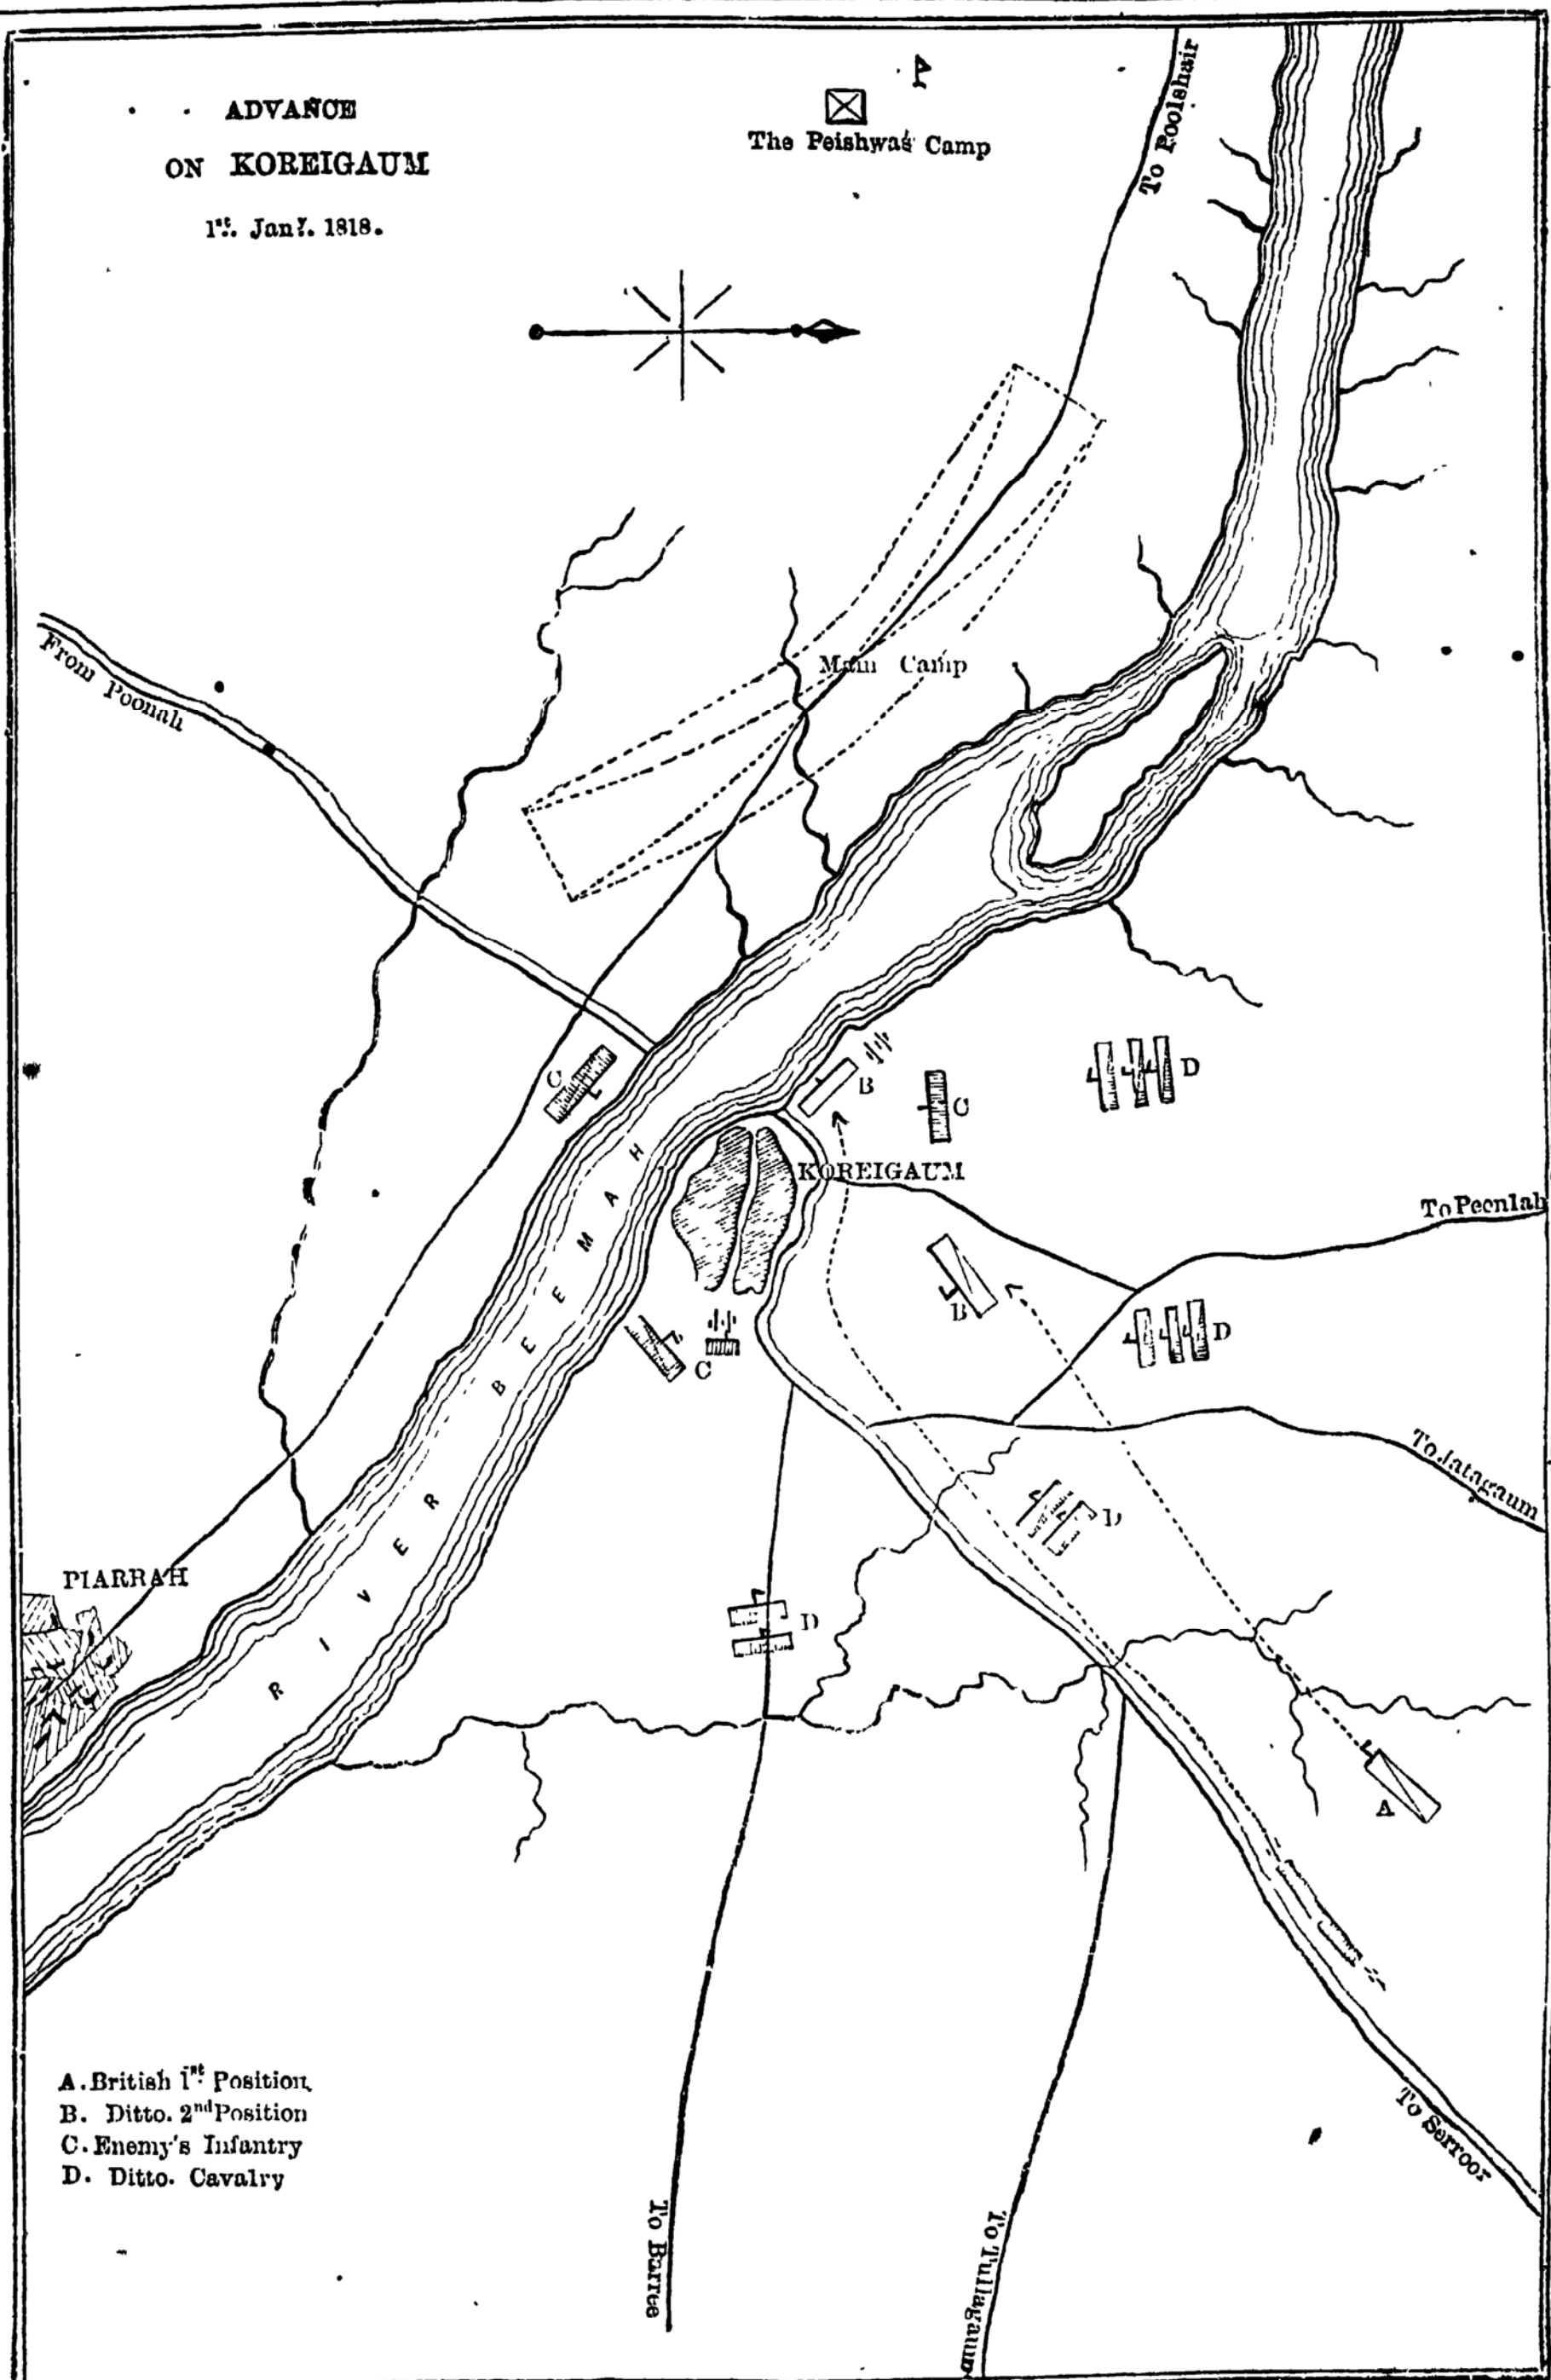 ADVANCE
ON KOREIGAUM
1st. Jany. 1818.
The Peishwas Camp
To Poolshair
From Poonah
Main Camp
C
B
C
D
KOREIGAUM
To Peonlah
B
D
C
To Jatagaum
D
RIVER BEEMAH
PIARRAH
D
A
A. British 1st. Position
B. Ditto. 2nd Position
C. Enemy's Infantry
D. Ditto. Cavalry
To Serroor
To Barree
To Tullagaum